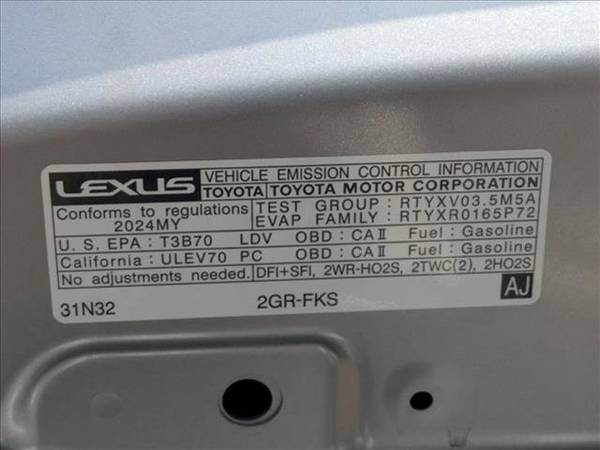 LEXUS VEHICLE EMISSION CONTROL INFORMATION
TOYOTA TOYOTA MOTOR CORPORATION
Conforms to regulations TEST GROUP : RTYXV03.5M5A
2024MY EVAP FAMILY : RTYXR0165P72
U.S. EPA : T3B70 LDV OBD : CAⅡ Fuel : Gasoline
California : ULEV70 PC OBD : CAⅡ Fuel : Gasoline
No adjustments needed. DFI+SFI, 2WR-HO2S, 2TWC(2), 2HO2S
31N32 2GR-FKS AJ